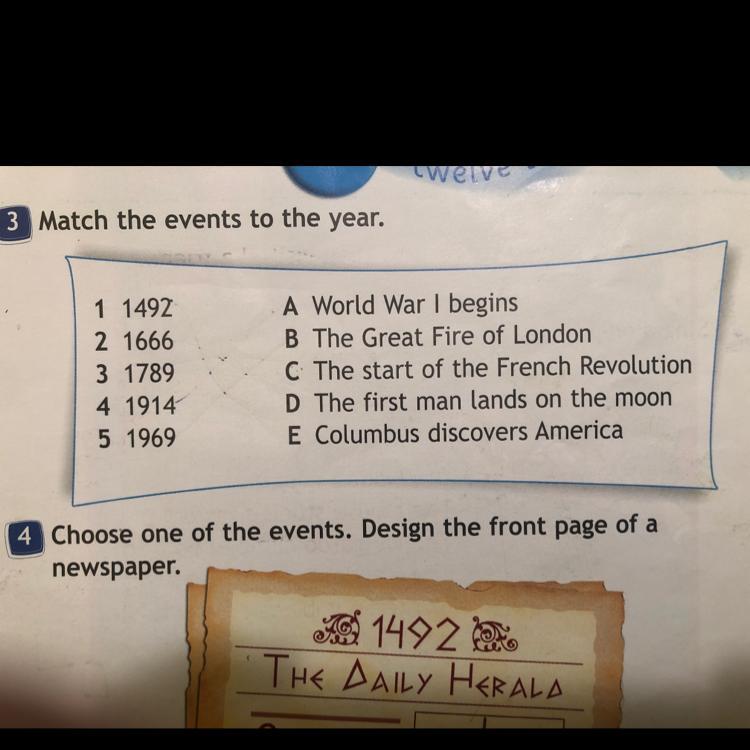 twelve
3 Match the events to the year.
1 1492 A World War I begins
2 1666 B The Great Fire of London
3 1789 C The start of the French Revolution
4 1914 D The first man lands on the moon
5 1969 E Columbus discovers America
4 Choose one of the events. Design the front page of a
newspaper.
1492
THE DAILY HERALD